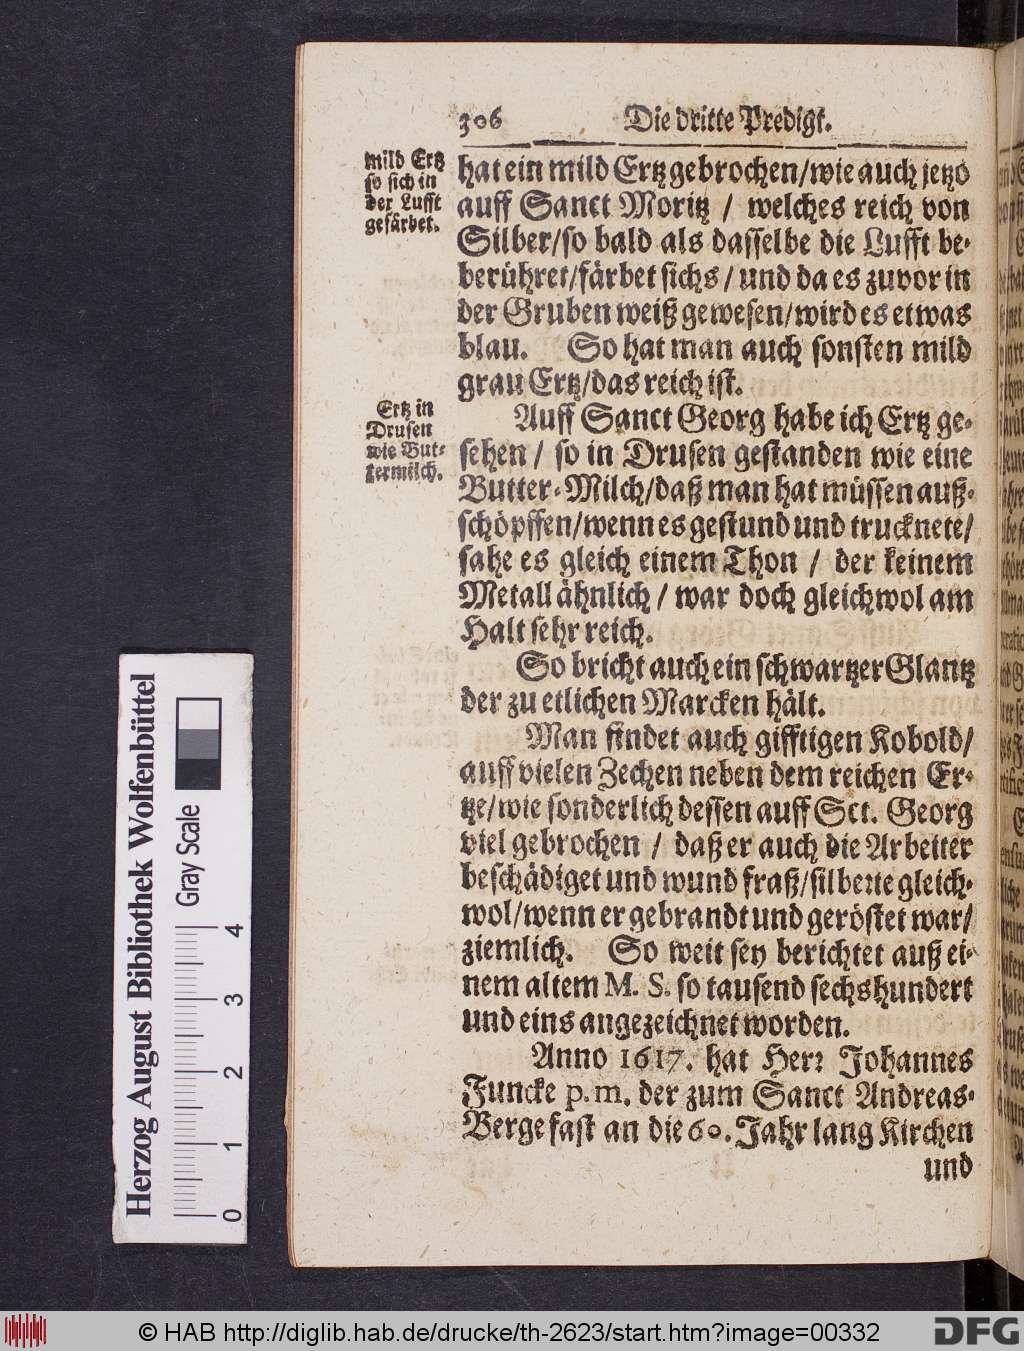 306 Die dritte Predigt.
mild Ertz
so sich in
der Lufft
gefärbet.
hat ein mild Ertz gebrochen/wie auch jetzo
auff Sanct Moritz / welches reich von
Silber/so bald als dasselbe die Lufft be-
berühret/färbet sichs / und da es zuvor in
der Gruben weiß gewesen/wird es etwas
blau. So hat man auch sonsten mild
grau Ertz/das reich ist.
Ertz in
Drusen
wie But-
termilch.
Auff Sanct Georg habe ich Ertz ge-
sehen / so in Drusen gestanden wie eine
Butter-Milch/daß man hat müssen auß-
schöpffen/wenn es gestund und trucknete/
sahe es gleich einem Thon / der keinem
Metall ähnlich / war doch gleichwol am
Halt sehr reich.
So bricht auch ein schwartzer Glantz
der zu etlichen Marcken hält.
Man findet auch gifftigen Kobold/
auff vielen Zechen neben dem reichen Er-
tze/wie sonderlich dessen auff Sct. Georg
viel gebrochen / daß er auch die Arbeiter
beschädiget und wund fraß/silberte gleich-
wol/wenn er gebrandt und geröstet war/
ziemlich. So weit sey berichtet auß ei-
nem altem M. S. so tausend sechshundert
und eins angezeichnet worden.
Anno 1617. hat Herr Johannes
Juncke p. m. der zum Sanct Andreas-
Berge fast an die 60. Jahr lang Kirchen
und
Herzog August Bibliothek Wolfenbüttel
Gray Scale
0 1 2 3 4
© HAB http://diglib.hab.de/drucke/th-2623/start.htm?image=00332
DFG